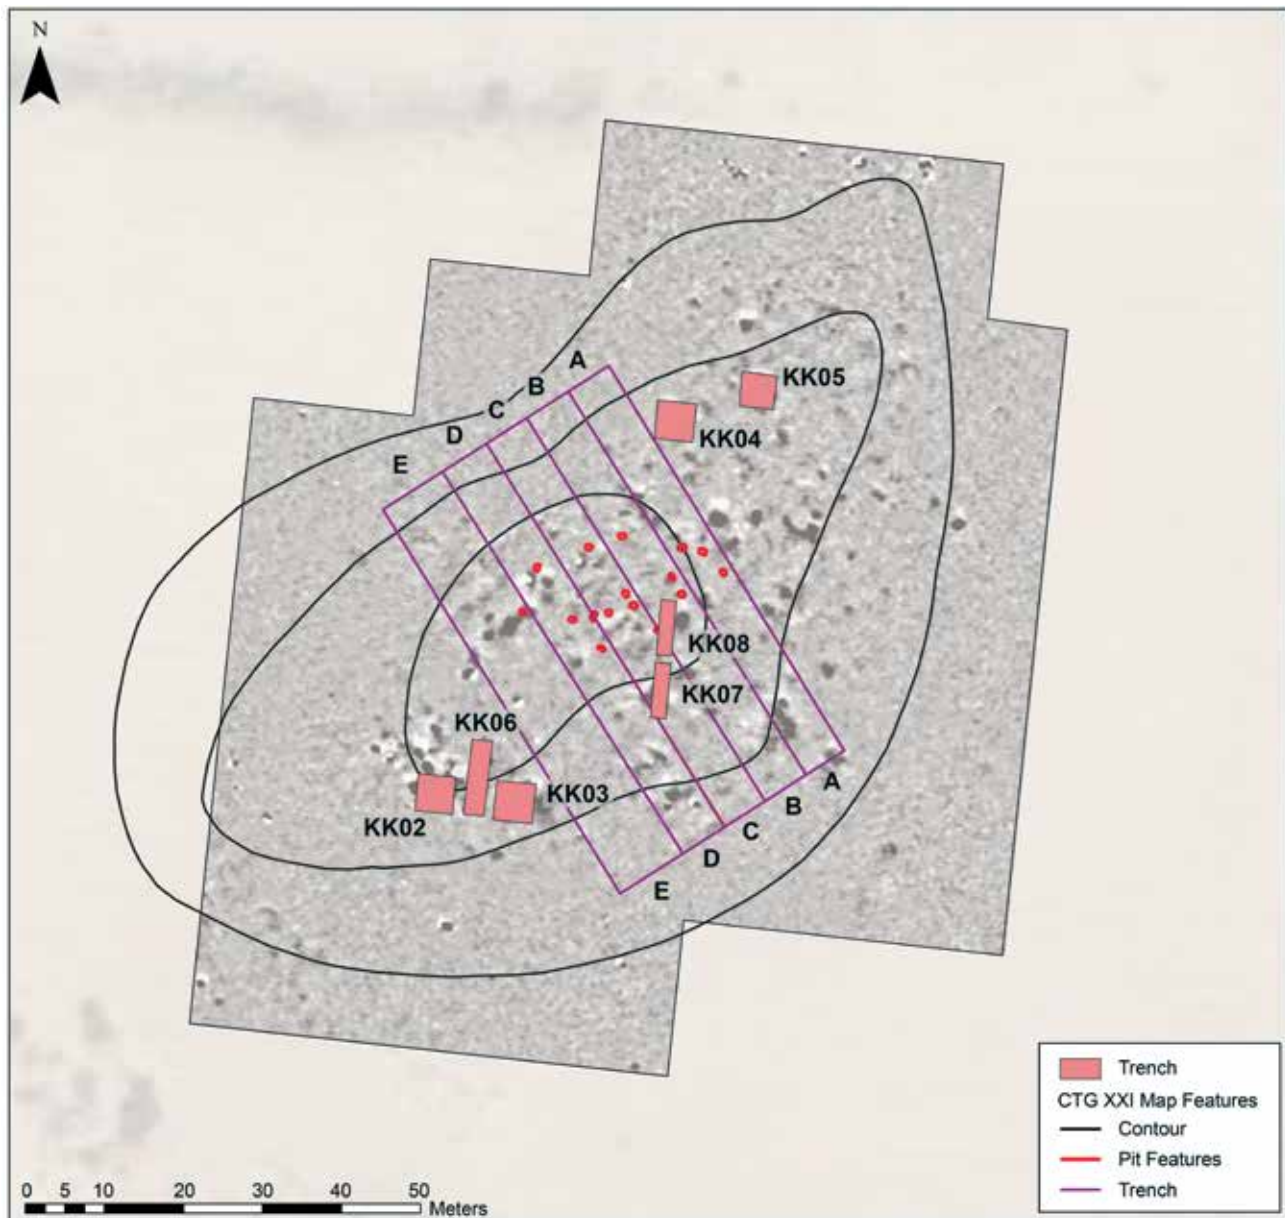 N
A
B
C
D
E
KK05
KK04
KK08
KK07
KK06
KK03
KK02
A
B
C
D
E
Trench
CTG XXI Map Features
Contour
Pit Features
Trench
0 5 10 20 30 40 50
Meters